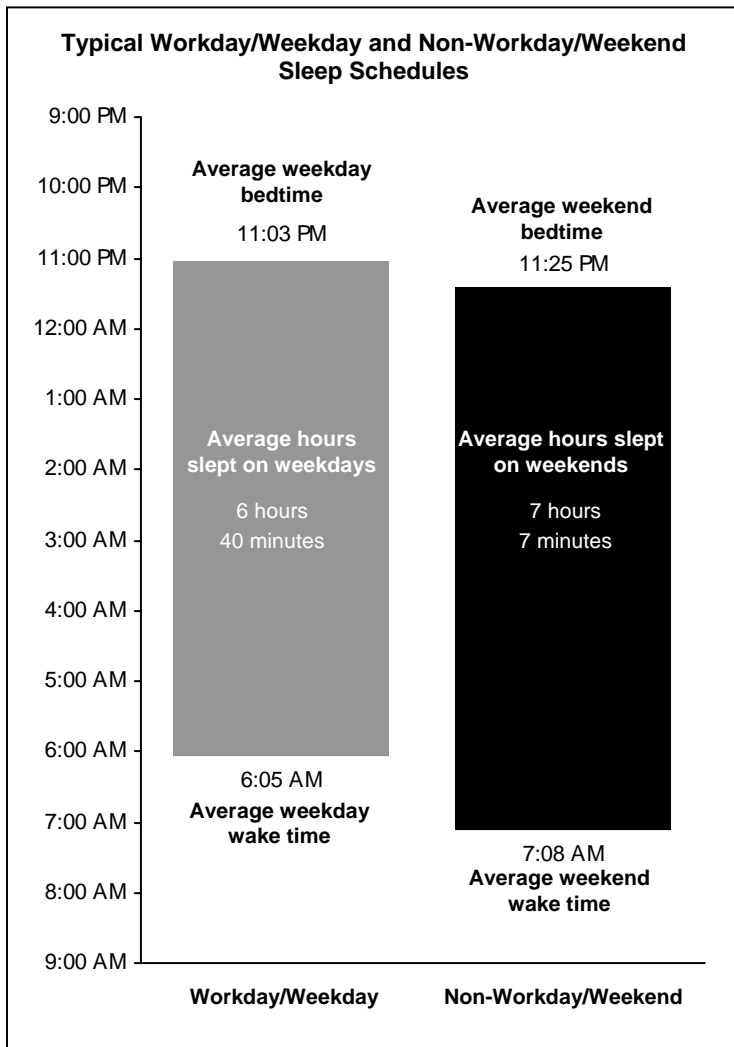 Typical Workday/Weekday and Non-Workday/Weekend
Sleep Schedules
9:00 PM
10:00 PM
11:00 PM
12:00 AM
1:00 AM
2:00 AM
3:00 AM
4:00 AM
5:00 AM
6:00 AM
7:00 AM
8:00 AM
9:00 AM
Average weekday
bedtime
11:03 PM
Average hours
slept on weekdays
6 hours
40 minutes
6:05 AM
Average weekday
wake time
Workday/Weekday
Average weekend
bedtime
11:25 PM
Average hours slept
on weekends
7 hours
7 minutes
7:08 AM
Average weekend
wake time
Non-Workday/Weekend